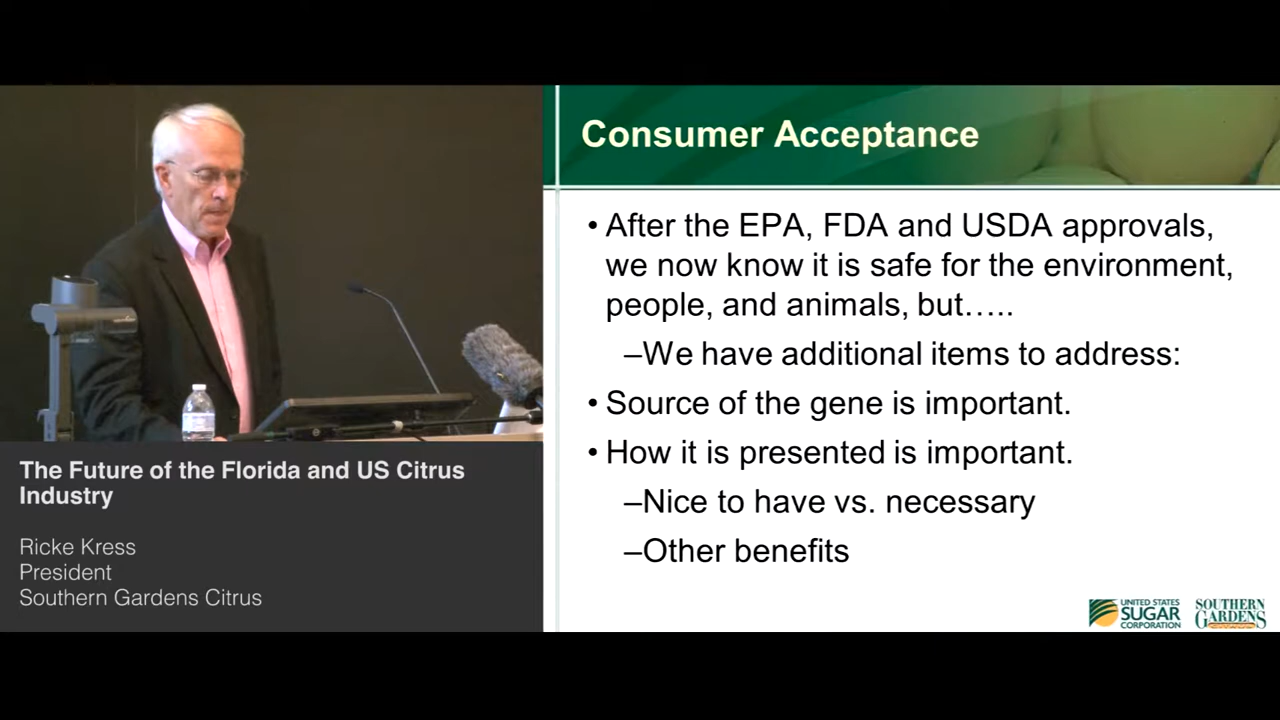 Consumer Acceptance
• After the EPA, FDA and USDA approvals,
we now know it is safe for the environment,
people, and animals, but.....
–We have additional items to address:
• Source of the gene is important.
• How it is presented is important.
–Nice to have vs. necessary
–Other benefits
The Future of the Florida and US Citrus
Industry
Ricke Kress
President
Southern Gardens Citrus
UNITED STATES
SUGAR
CORPORATION
SOUTHERN
GARDENS